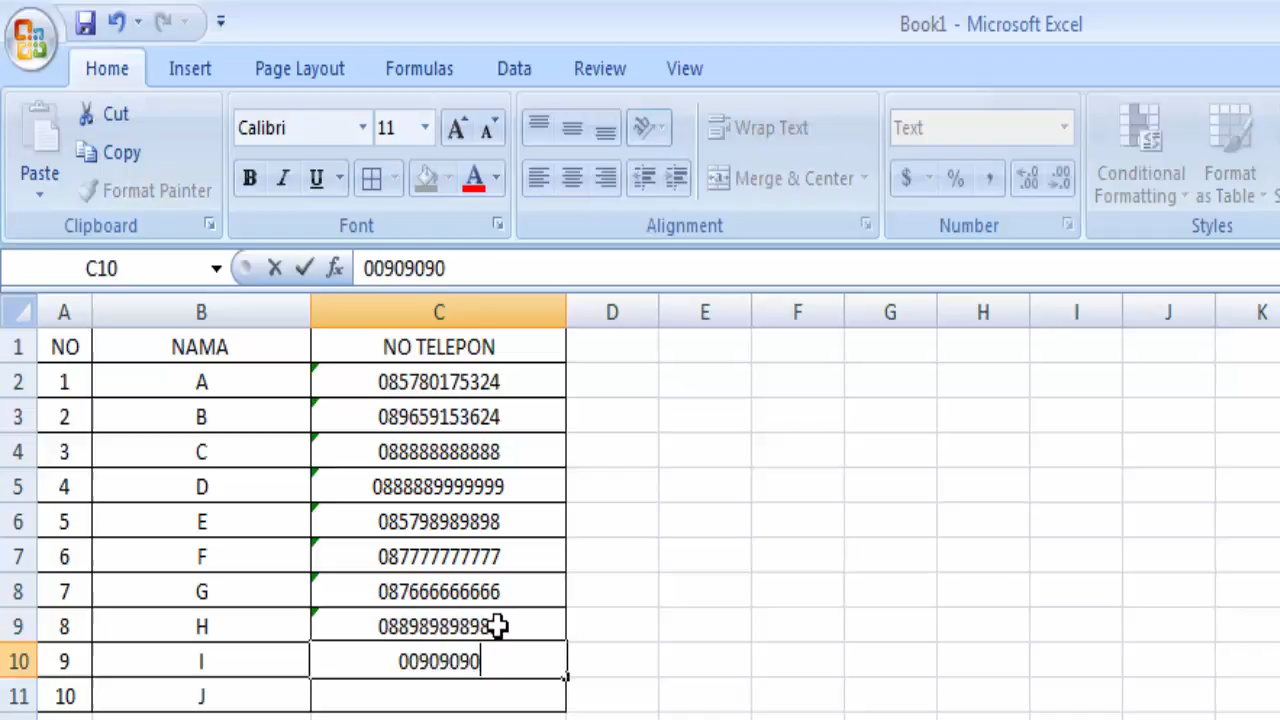 Book1 - Microsoft Excel
Home Insert Page Layout Formulas Data Review View
Paste
Cut
Copy
Format Painter
Clipboard
Calibri 11
B I U
Font
Wrap Text
Merge & Center
Alignment
Text
$ % ,
Number
Conditional Formatting
Format as Table
Styles
C10 fx 00909090
A B C D E F G H I J K
1 NO NAMA NO TELEPON
2 1 A 085780175324
3 2 B 089659153624
4 3 C 088888888888
5 4 D 0888889999999
6 5 E 085798989898
7 6 F 087777777777
8 7 G 087666666666
9 8 H 0889898989
10 9 I 00909090
11 10 J